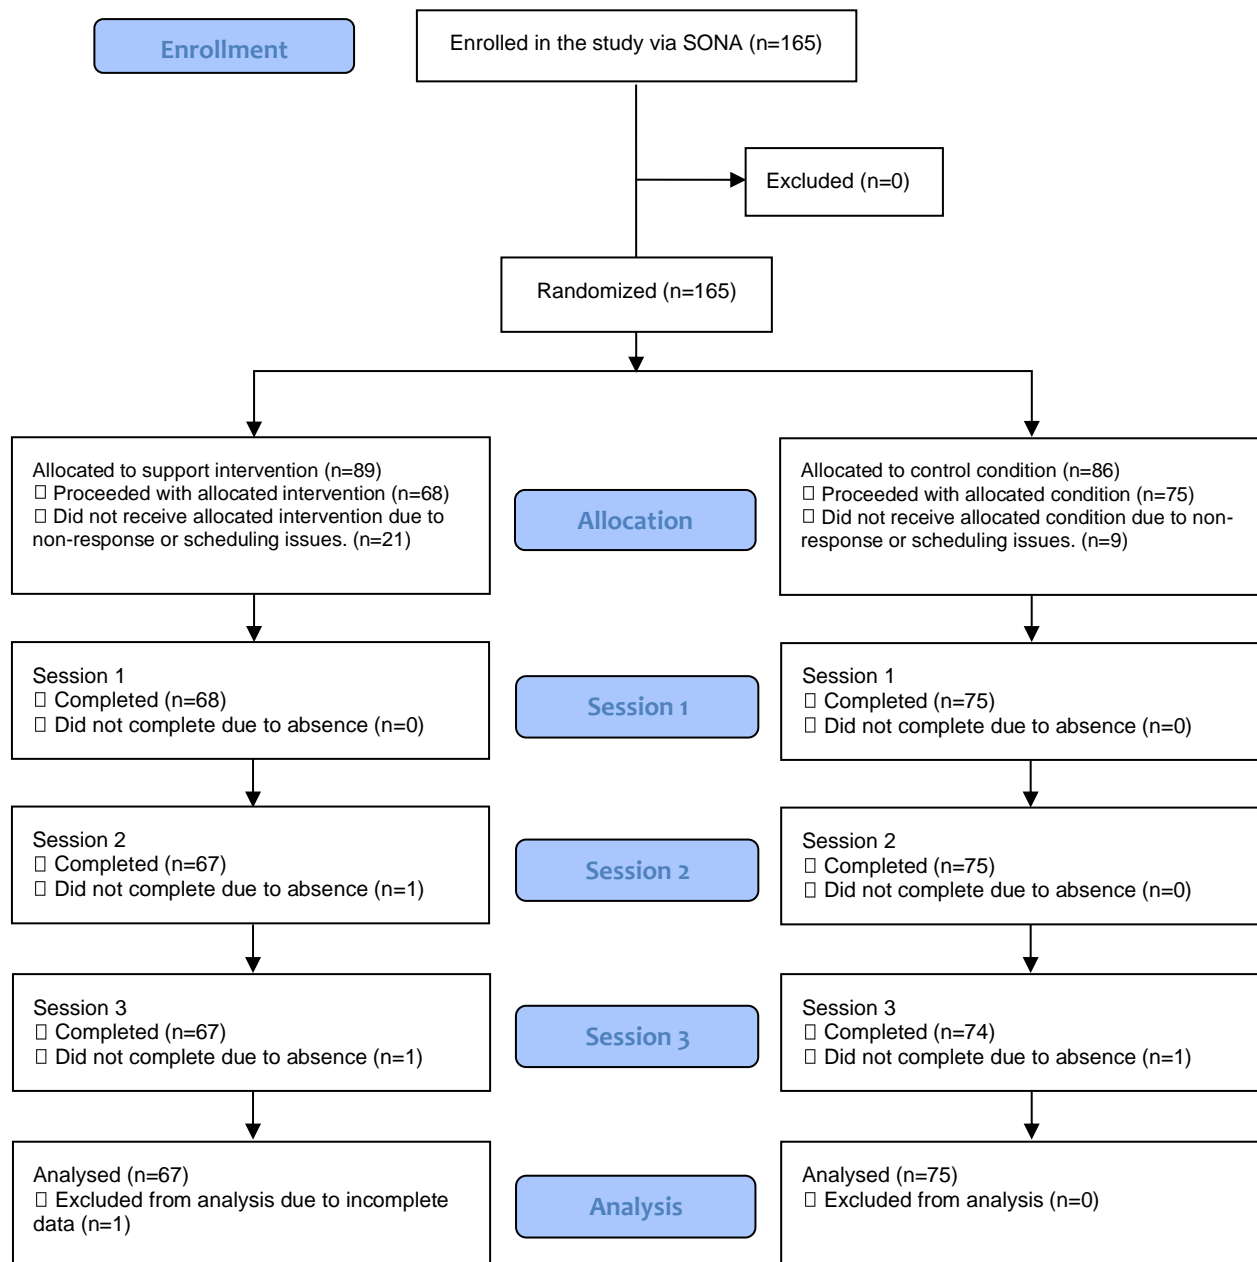 Enrollment
Enrolled in the study via SONA (n=165)
Excluded (n=0)
Randomized (n=165)
Allocated to support intervention (n=89)
□ Proceeded with allocated intervention (n=68)
□ Did not receive allocated intervention due to
non-response or scheduling issues. (n=21)
Allocation
Allocated to control condition (n=86)
□ Proceeded with allocated condition (n=75)
□ Did not receive allocated condition due to non-
response or scheduling issues. (n=9)
Session 1
□ Completed (n=68)
□ Did not complete due to absence (n=0)
Session 1
Session 1
□ Completed (n=75)
□ Did not complete due to absence (n=0)
Session 2
□ Completed (n=67)
□ Did not complete due to absence (n=1)
Session 2
Session 2
□ Completed (n=75)
□ Did not complete due to absence (n=0)
Session 3
□ Completed (n=67)
□ Did not complete due to absence (n=1)
Session 3
Session 3
□ Completed (n=74)
□ Did not complete due to absence (n=1)
Analysed (n=67)
□ Excluded from analysis due to incomplete
data (n=1)
Analysis
Analysed (n=75)
□ Excluded from analysis (n=0)